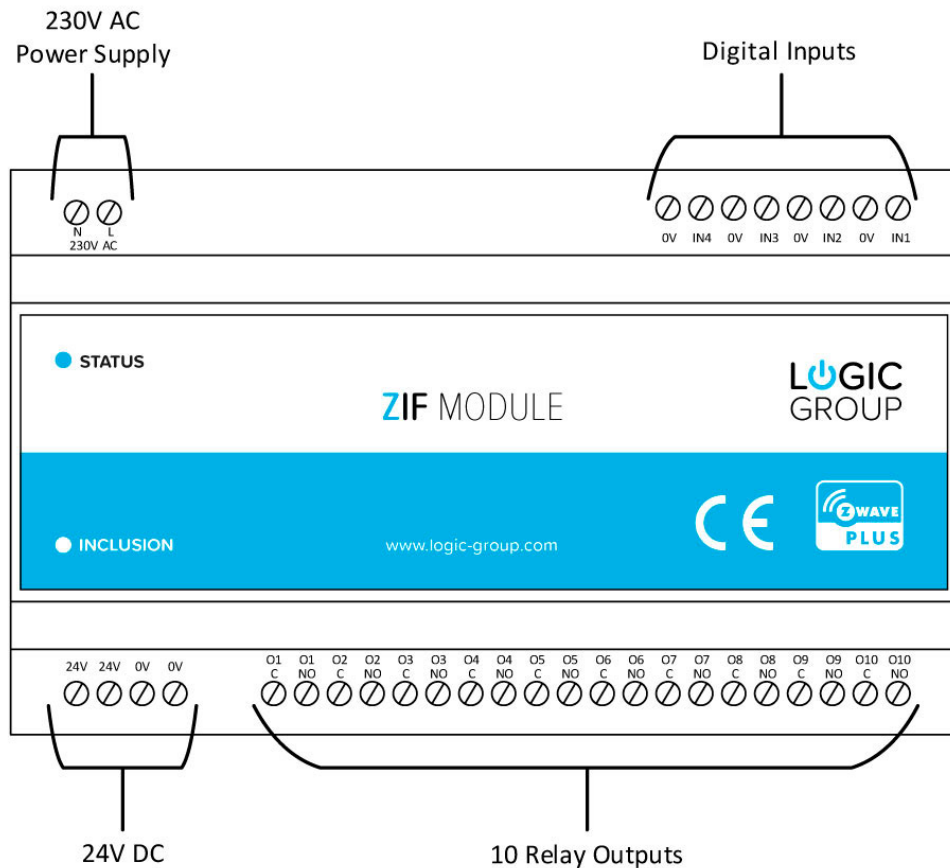 230V AC
Power Supply
Digital Inputs
N L
230V AC
0V IN4 0V IN3 0V IN2 0V IN1
STATUS
ZIF MODULE
LOGIC
GROUP
INCLUSION
www.logic-group.com
CE
Z WAVE
PLUS
24V 24V 0V 0V
O1 O1 O2 O2 O3 O3 O4 O4 O5 O5 O6 O6 O7 O7 O8 O8 O9 O9 O10 O10
C NO C NO C NO C NO C NO C NO C NO C NO C NO C NO
24V DC
10 Relay Outputs